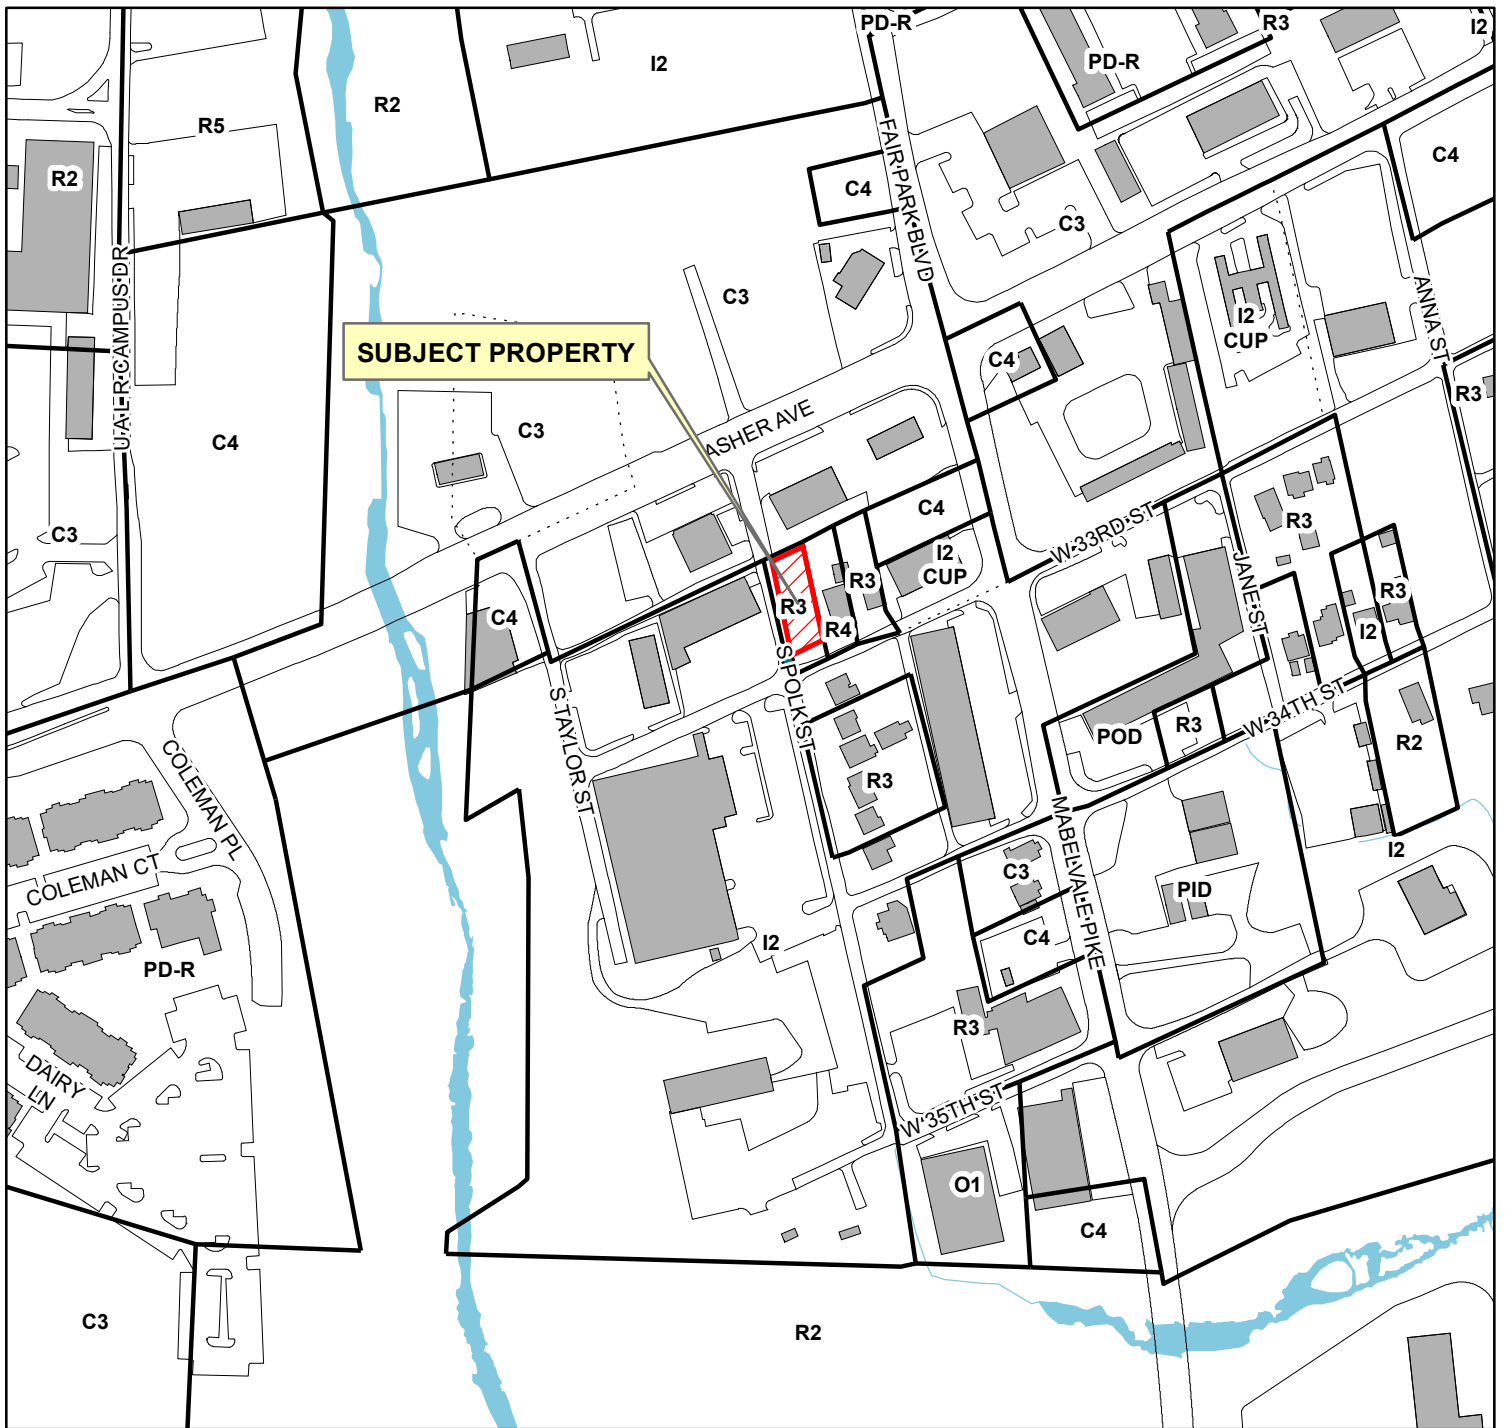 PD-R
R3
I2
I2
PD-R
R2
R5
C4
R2
C4
FAIR PARK BLVD
C3
U A L R CAMPUS DR
C3
I2
CUP
ANNA ST
SUBJECT PROPERTY
C4
R3
ASHER AVE
C3
C4
C4
W 33RD ST
R3
C3
I2
CUP
R3
R3
JANE ST
R3
C4
R4
I2
S POLK ST
S TAYLOR ST
W 34TH ST
POD
R3
R2
COLEMAN PL
R3
MABELVALE PIKE
I2
COLEMAN CT
C3
PID
C4
I2
PD-R
R3
DAIRY
LN
W 35TH ST
O1
C4
C3
R2